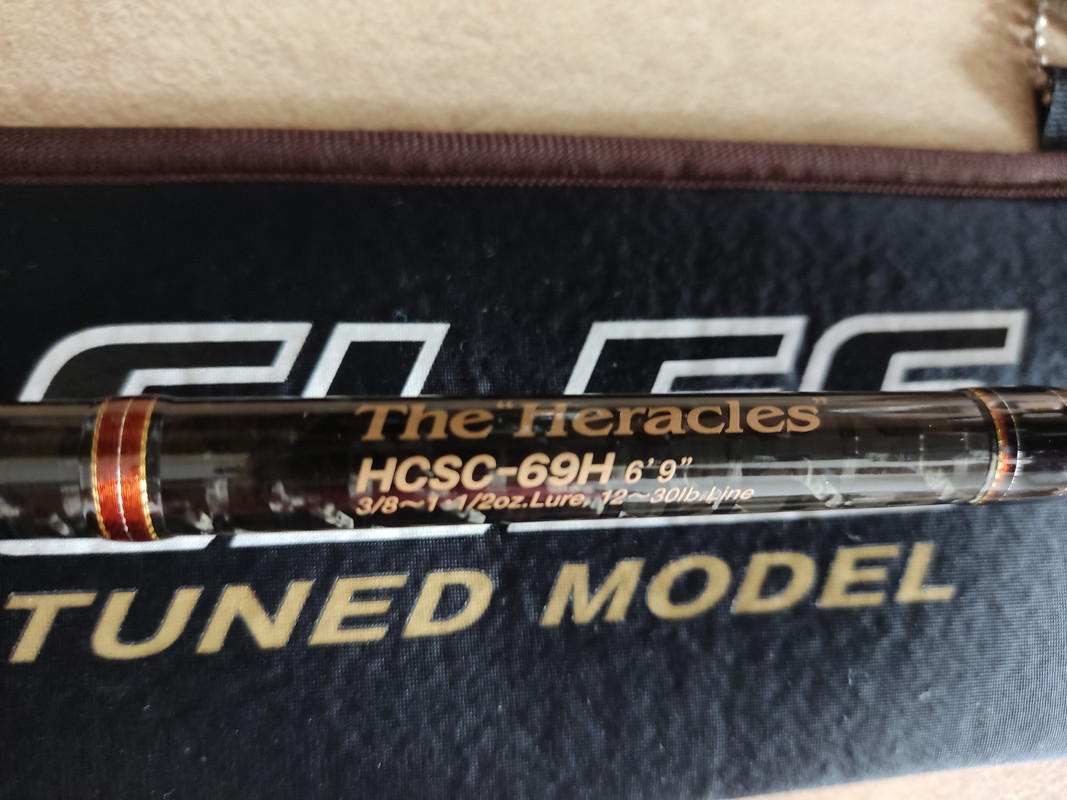 The "Heracles"
HCSC-69H 6'9"
3/8~1・1/2oz.Lure, 12~30lb.Line
TUNED MODEL